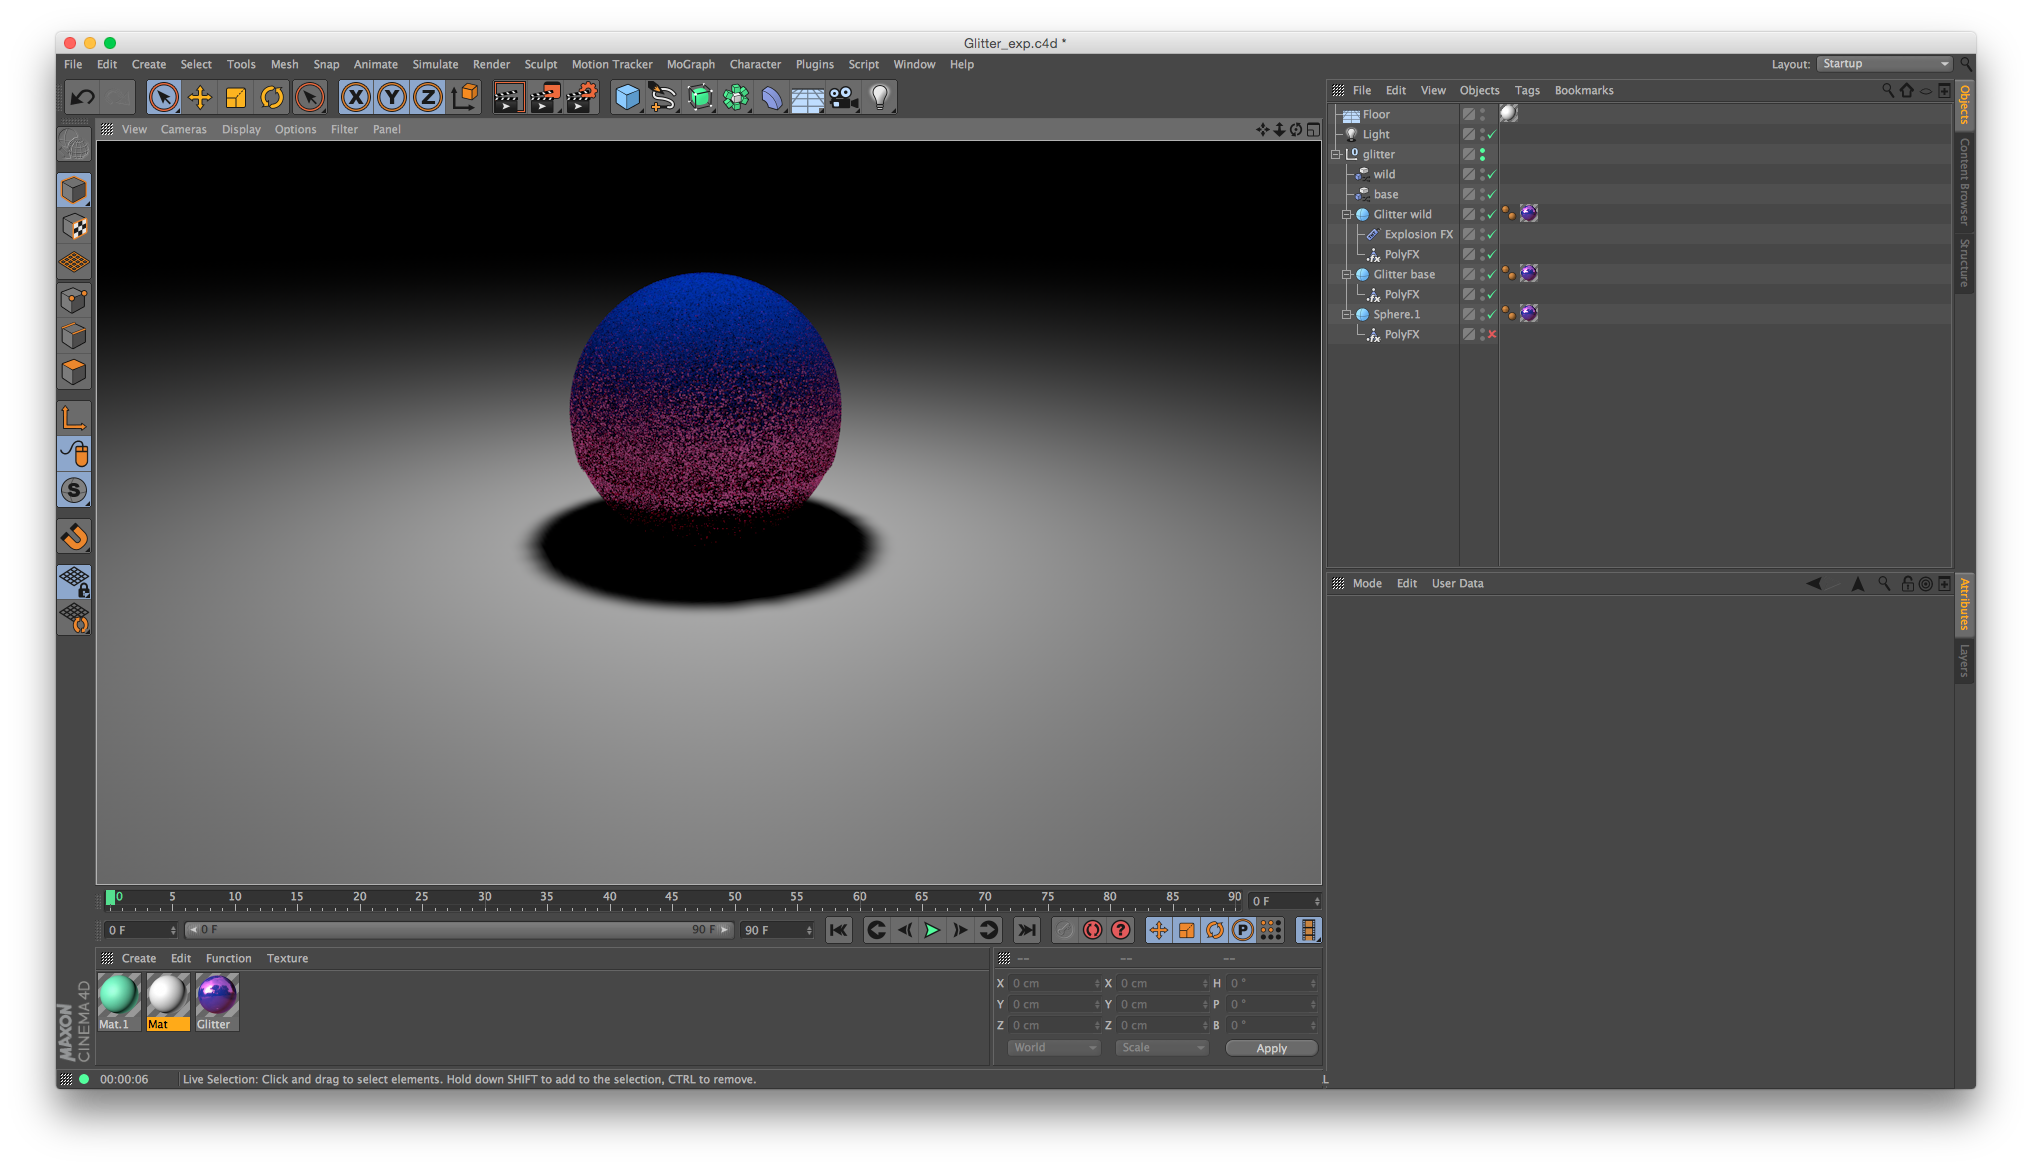 Glitter_exp.c4d *
File Edit Create Select Tools Mesh Snap Animate Simulate Render Sculpt Motion Tracker MoGraph Character Plugins Script Window Help
Layout: Startup
X Y Z
View Cameras Display Options Filter Panel
File Edit View Objects Tags Bookmarks
Floor
Light
glitter
wild
base
Glitter wild
Explosion FX
PolyFX
Glitter base
PolyFX
Sphere.1
PolyFX
Objects
Content Browser
Structure
Mode Edit User Data
Attributes
Layers
0 5 10 15 20 25 30 35 40 45 50 55 60 65 70 75 80 85 90 0 F
0 F 0 F 90 F 90 F
Create Edit Function Texture
Mat.1 Mat Glitter
-- -- --
X 0 cm X 0 cm H 0 °
Y 0 cm Y 0 cm P 0 °
Z 0 cm Z 0 cm B 0 °
World Scale Apply
MAXON
CINEMA 4D
00:00:06 Live Selection: Click and drag to select elements. Hold down SHIFT to add to the selection, CTRL to remove.